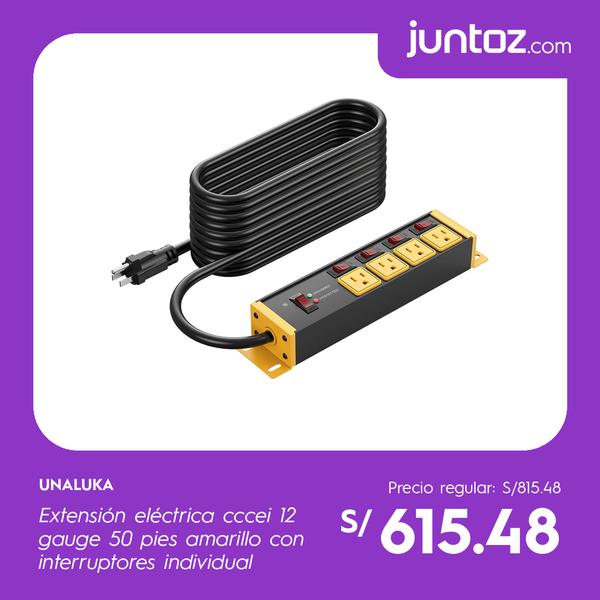 juntoz.com
UNALUKA
Extensión eléctrica cccei 12
gauge 50 pies amarillo con
interruptores individual
Precio regular: S/815.48
S/ 615.48